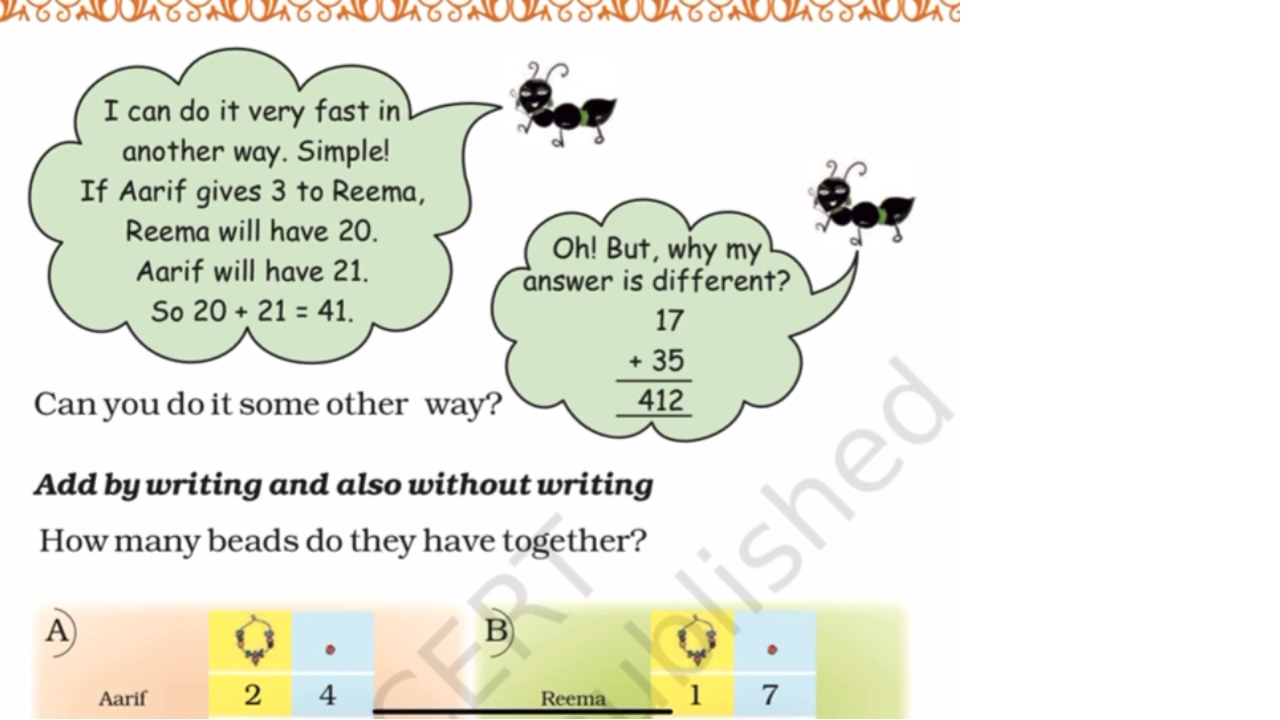 I can do it very fast in
another way. Simple!
If Aarif gives 3 to Reema,
Reema will have 20.
Aarif will have 21.
So 20 + 21 = 41.
Oh! But, why my
answer is different?
17
+ 35
412
Can you do it some other way?
Add by writing and also without writing
How many beads do they have together?
A)
Aarif 2 4
B)
Reema 1 7
CERT
published